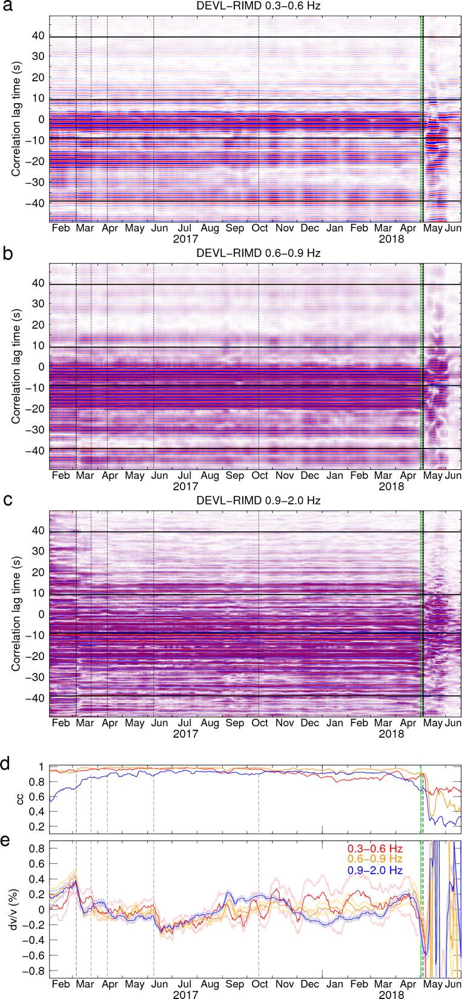 a
DEVL−RIMD 0.3−0.6 Hz
Correlation lag time (s)
40
30
20
10
0
−10
−20
−30
−40
Feb Mar Apr May Jun Jul Aug Sep Oct Nov Dec Jan Feb Mar Apr May Jun
2017 2018
b
DEVL−RIMD 0.6−0.9 Hz
Correlation lag time (s)
40
30
20
10
0
−10
−20
−30
−40
Feb Mar Apr May Jun Jul Aug Sep Oct Nov Dec Jan Feb Mar Apr May Jun
2017 2018
c
DEVL−RIMD 0.9−2.0 Hz
Correlation lag time (s)
40
30
20
10
0
−10
−20
−30
−40
Feb Mar Apr May Jun Jul Aug Sep Oct Nov Dec Jan Feb Mar Apr May Jun
2017 2018
d
cc
1
0.8
0.6
0.4
0.2
e
dv/v (%)
0.8
0.6
0.4
0.2
0
−0.2
−0.4
−0.6
−0.8
0.3−0.6 Hz
0.6−0.9 Hz
0.9−2.0 Hz
Feb Mar Apr May Jun Jul Aug Sep Oct Nov Dec Jan Feb Mar Apr May Jun
2017 2018